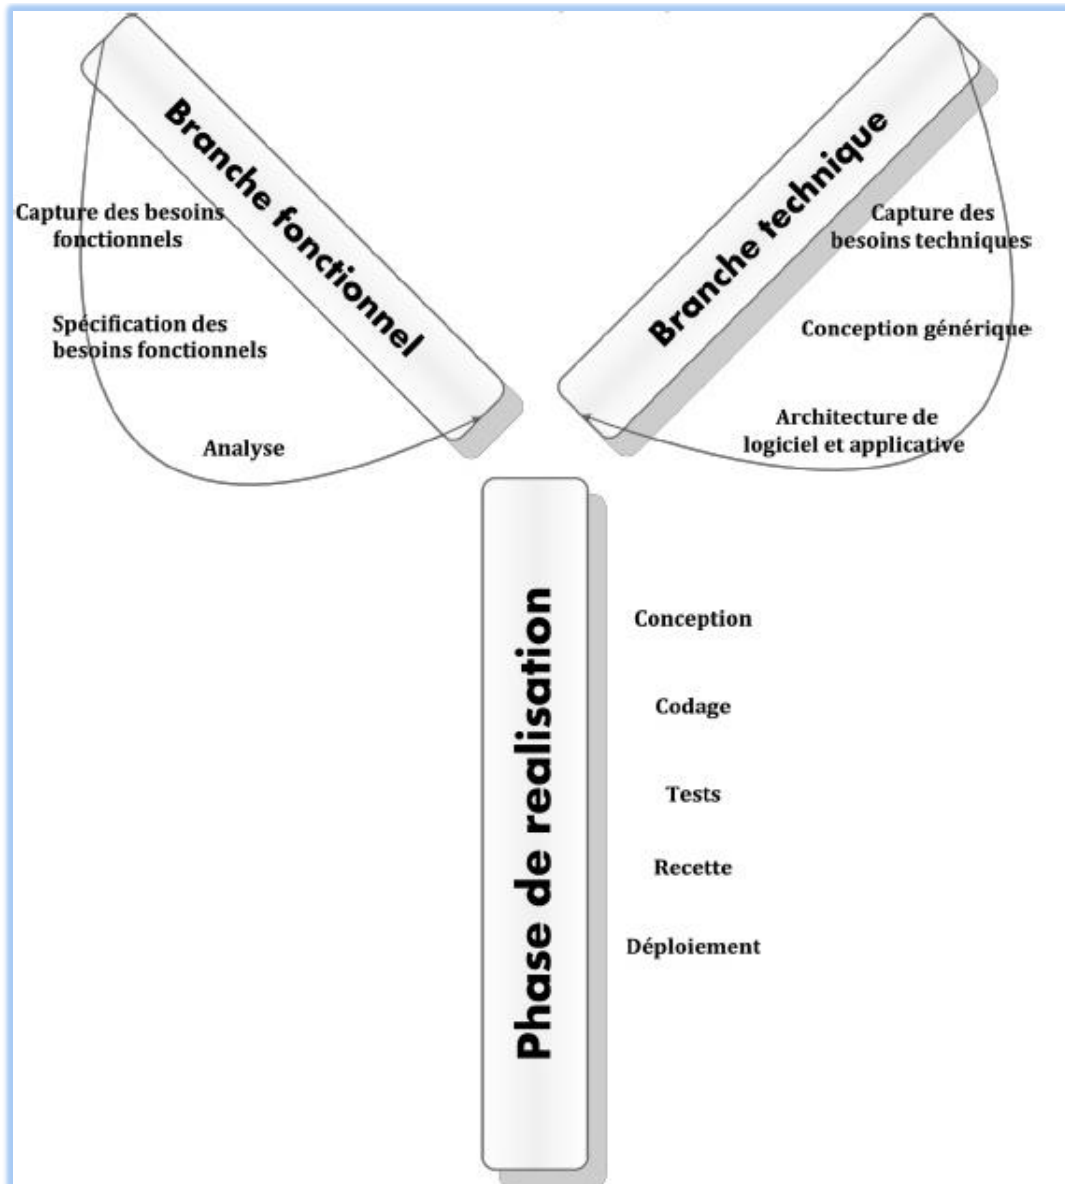 Branche fonctionnel
Capture des besoins
fonctionnels
Spécification des
besoins fonctionnels
Analyse
Branche technique
Capture des
besoins techniques
Conception générique
Architecture de
logiciel et applicative
Phase de realisation
Conception
Codage
Tests
Recette
Déploiement